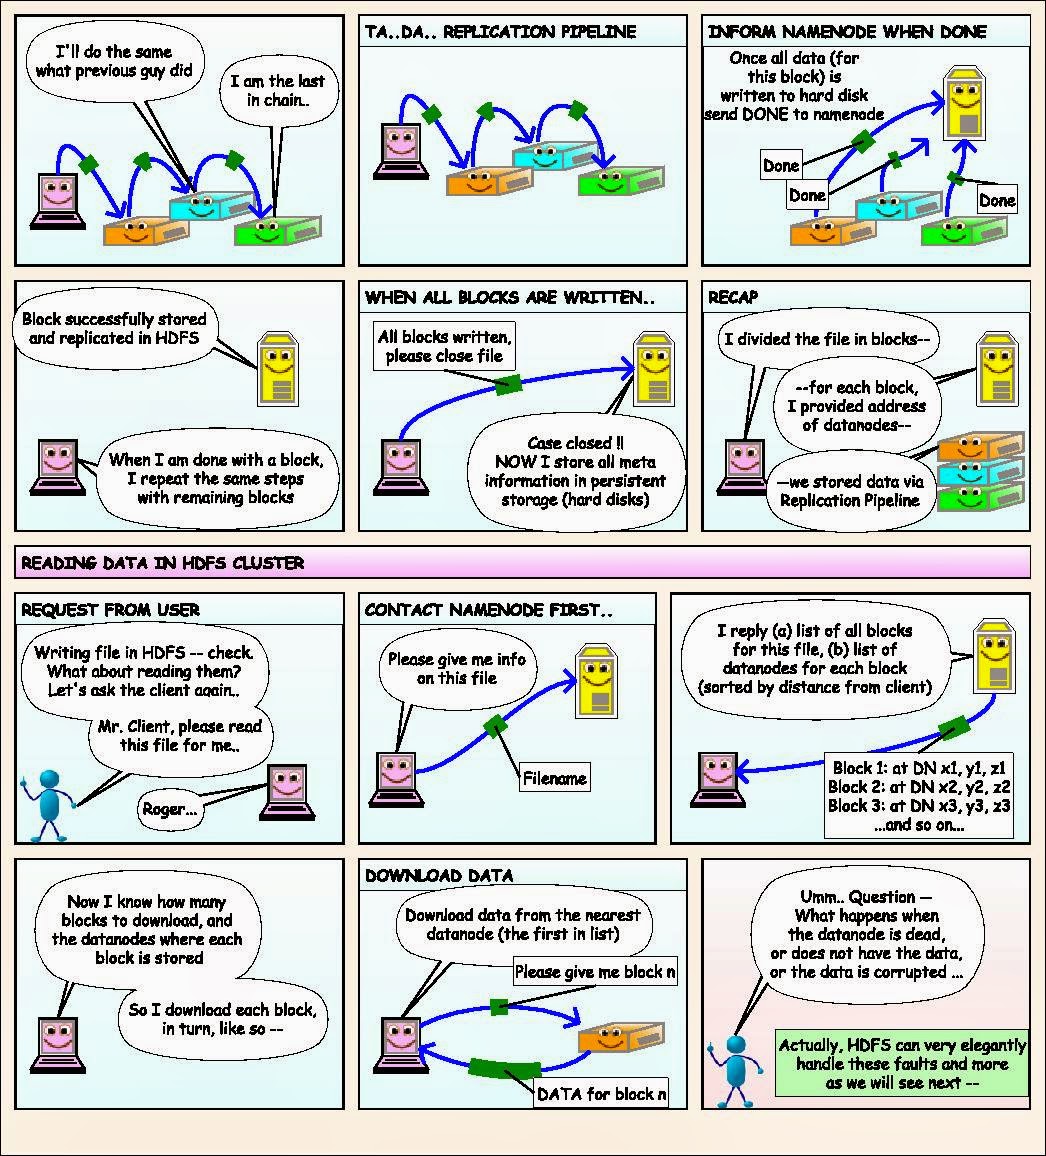 I'll do the same
what previous guy did
I am the last
in chain..
TA..DA.. REPLICATION PIPELINE
INFORM NAMENODE WHEN DONE
Once all data (for
this block) is
written to hard disk
send DONE to namenode
Done
Done
Done
Block successfully stored
and replicated in HDFS
When I am done with a block,
I repeat the same steps
with remaining blocks
WHEN ALL BLOCKS ARE WRITTEN..
All blocks written,
please close file
Case closed !!
NOW I store all meta
information in persistent
storage (hard disks)
RECAP
I divided the file in blocks--
--for each block,
I provided address
of datanodes--
--we stored data via
Replication Pipeline
READING DATA IN HDFS CLUSTER
REQUEST FROM USER
Writing file in HDFS -- check.
What about reading them?
Let's ask the client again..
Mr. Client, please read
this file for me..
Roger...
CONTACT NAMENODE FIRST..
Please give me info
on this file
Filename
I reply (a) list of all blocks
for this file, (b) list of
datanodes for each block
(sorted by distance from client)
Block 1: at DN x1, y1, z1
Block 2: at DN x2, y2, z2
Block 3: at DN x3, y3, z3
...and so on...
Now I know how many
blocks to download, and
the datanodes where each
block is stored
So I download each block,
in turn, like so --
DOWNLOAD DATA
Download data from the nearest
datanode (the first in list)
Please give me block n
DATA for block n
Umm.. Question --
What happens when
the datanode is dead,
or does not have the data,
or the data is corrupted ...
Actually, HDFS can very elegantly
handle these faults and more
as we will see next --